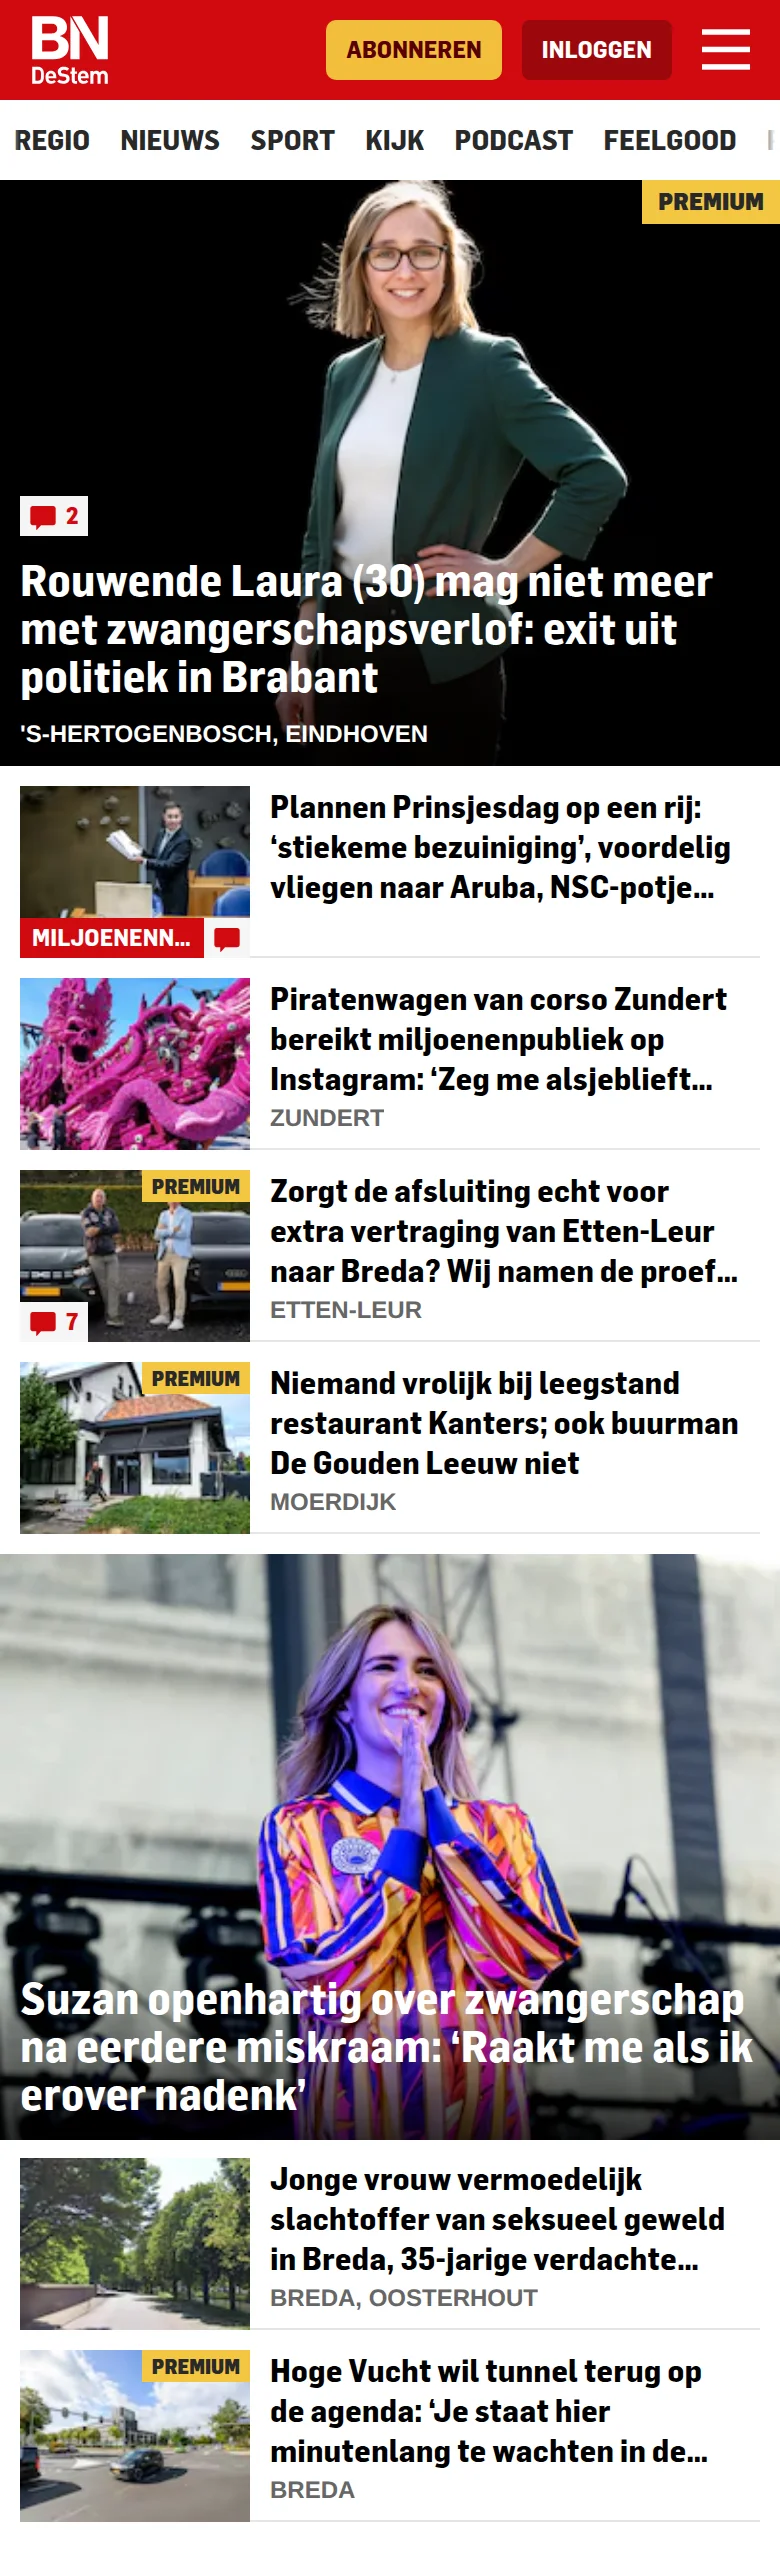 BN
DeStem
ABONNEREN
INLOGGEN
REGIO NIEUWS SPORT KIJK PODCAST FEELGOOD
PREMIUM
2
Rouwende Laura (30) mag niet meer
met zwangerschapsverlof: exit uit
politiek in Brabant
'S-HERTOGENBOSCH, EINDHOVEN
Plannen Prinsjesdag op een rij:
‘stiekeme bezuiniging’, voordelig
vliegen naar Aruba, NSC-potje...
MILJOENENN...
Piratenwagen van corso Zundert
bereikt miljoenenpubliek op
Instagram: ‘Zeg me alsjeblieft...
ZUNDERT
PREMIUM
7
Zorgt de afsluiting echt voor
extra vertraging van Etten-Leur
naar Breda? Wij namen de proef...
ETTEN-LEUR
PREMIUM
Niemand vrolijk bij leegstand
restaurant Kanters; ook buurman
De Gouden Leeuw niet
MOERDIJK
Suzan openhartig over zwangerschap
na eerdere miskraam: ‘Raakt me als ik
erover nadenk’
Jonge vrouw vermoedelijk
slachtoffer van seksueel geweld
in Breda, 35-jarige verdachte...
BREDA, OOSTERHOUT
PREMIUM
Hoge Vucht wil tunnel terug op
de agenda: ‘Je staat hier
minutenlang te wachten in de...
BREDA